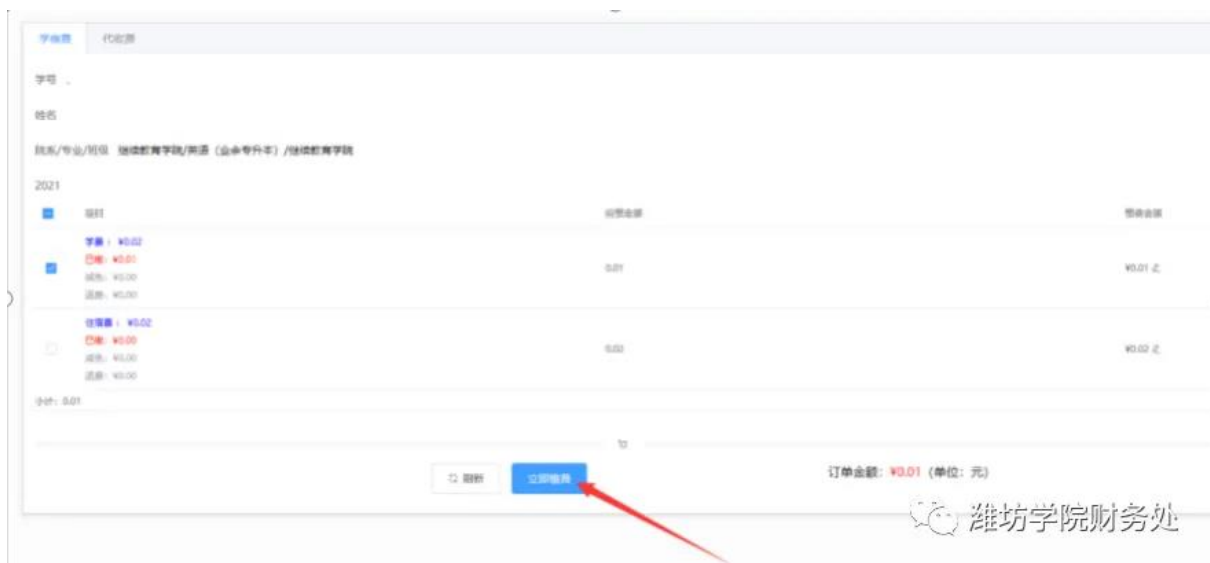 学缴费 代收费
学号
姓名
院系/专业/班级 继续教育学院/英语（业余专升本）/继续教育学院
2021
项目 应费金额 缴费金额
学费： ¥0.02
已缴：¥0.01
减免：¥0.00
退费：¥0.00
0.01 ¥0.01
住宿费： ¥0.02
已缴：¥0.00
减免：¥0.00
退费：¥0.00
0.02 ¥0.02
小计：0.01
刷新 立即缴费 订单金额：¥0.01（单位：元）
潍坊学院财务处